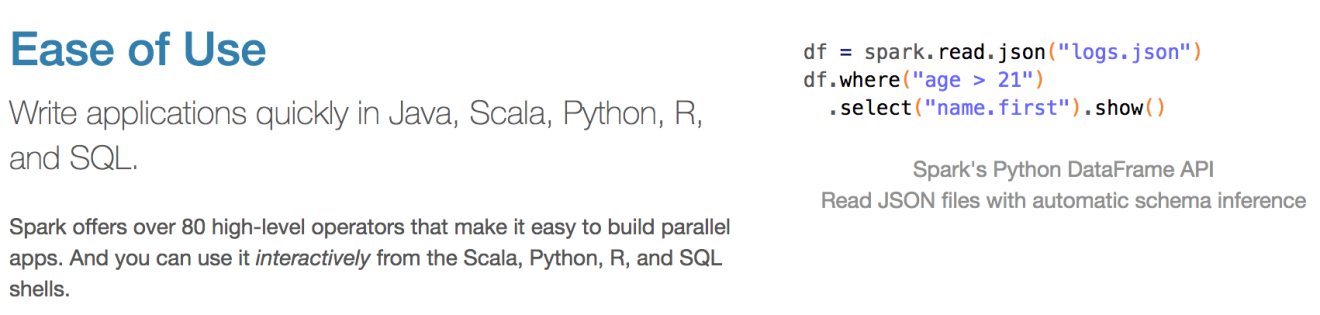 Ease of Use
Write applications quickly in Java, Scala, Python, R,
and SQL.
Spark offers over 80 high-level operators that make it easy to build parallel
apps. And you can use it interactively from the Scala, Python, R, and SQL
shells.
df = spark.read.json("logs.json")
df.where("age > 21")
  .select("name.first").show()
Spark's Python DataFrame API
Read JSON files with automatic schema inference